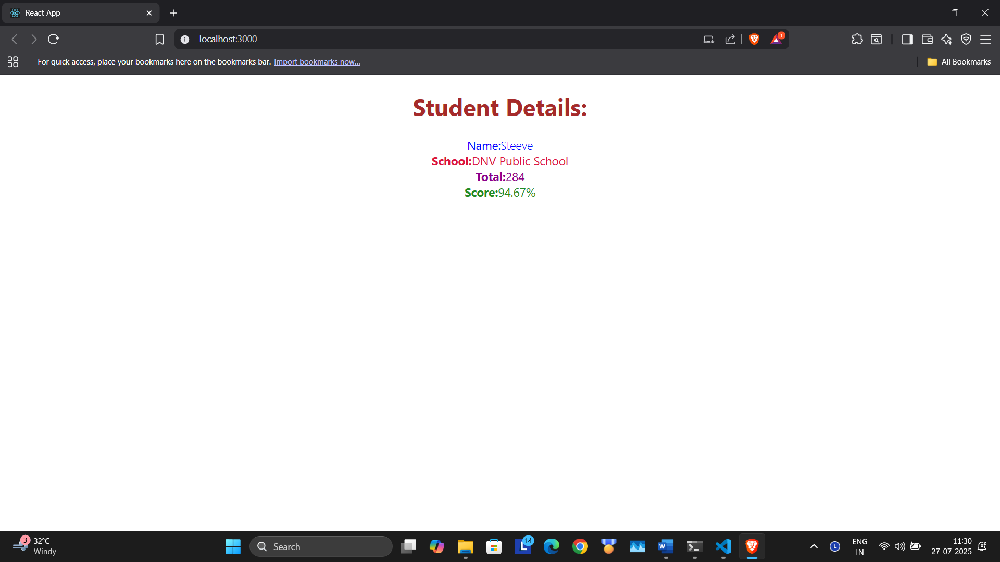 React App
localhost:3000
1
For quick access, place your bookmarks here on the bookmarks bar. Import bookmarks now...
All Bookmarks
Student Details:
Name:Steeve
School:DNV Public School
Total:284
Score:94.67%
3
32°C
Windy
Search
L
14
W
L
ENG
IN
11:30
27-07-2025